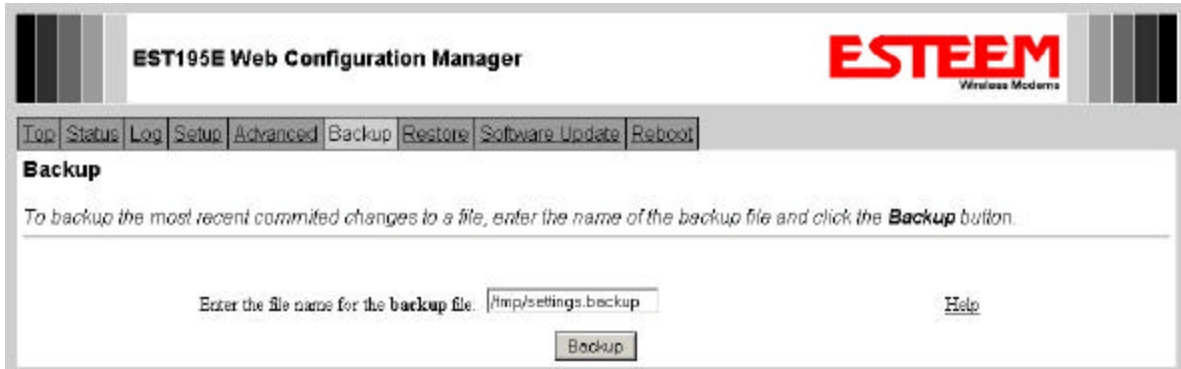 EST195E Web Configuration Manager
ESTEEM
Wireless Modems
Top Status Log Setup Advanced Backup Restore Software Update Reboot
Backup
To backup the most recent commited changes to a file, enter the name of the backup file and click the Backup button.
Enter the file name for the backup file. /tmp/settings.backup Help
Backup